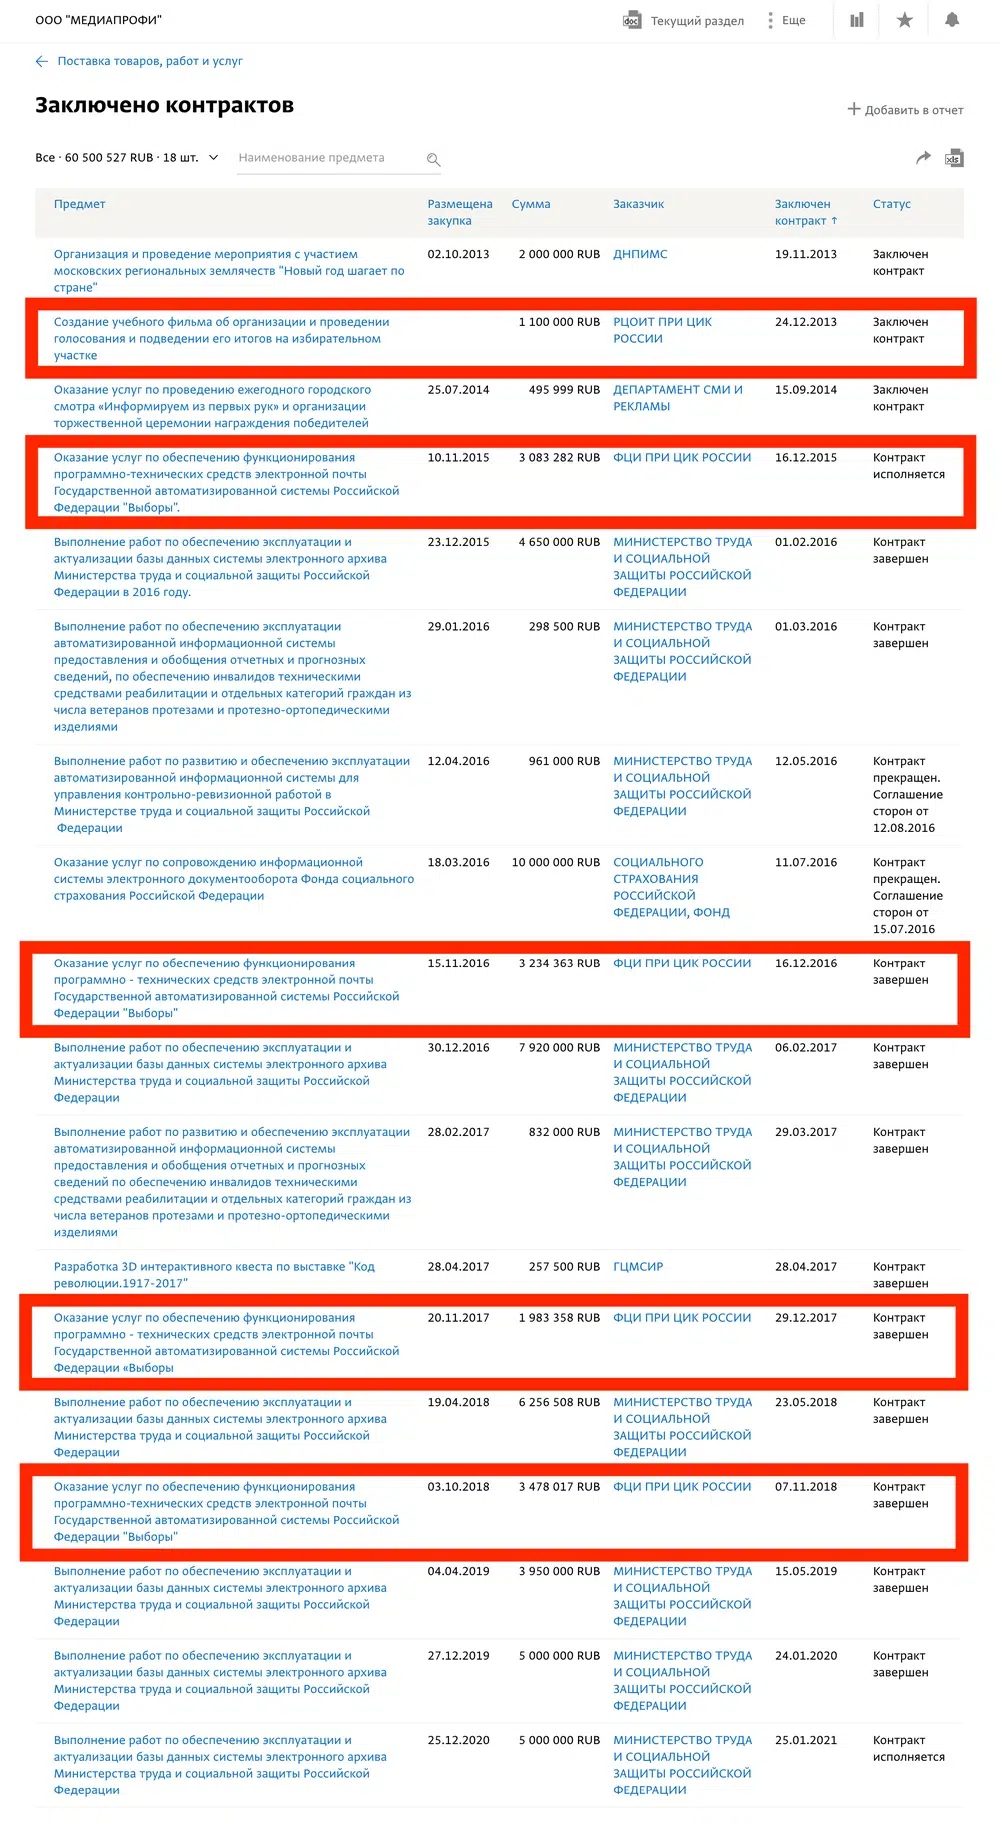 ООО "МЕДИАПРОФИ"
doc Текущий раздел
Еще
Поставка товаров, работ и услуг
Заключено контрактов
Добавить в отчет
Все · 60 500 527 RUB · 18 шт.
Наименование предмета
xls
Предмет
Размещена
закупка
Сумма
Заказчик
Заключен
контракт ↑
Статус
Организация и проведение мероприятия с участием
московских региональных землячеств "Новый год шагает по
стране"
02.10.2013
2 000 000 RUB
ДНПИМС
19.11.2013
Заключен
контракт
Создание учебного фильма об организации и проведении
голосования и подведении его итогов на избирательном
участке
1 100 000 RUB
РЦОИТ ПРИ ЦИК
РОССИИ
24.12.2013
Заключен
контракт
Оказание услуг по проведению ежегодного городского
смотра «Информируем из первых рук» и организации
торжественной церемонии награждения победителей
25.07.2014
495 999 RUB
ДЕПАРТАМЕНТ СМИ И
РЕКЛАМЫ
15.09.2014
Заключен
контракт
Оказание услуг по обеспечению функционирования
программно-технических средств электронной почты
Государственной автоматизированной системы Российской
Федерации "Выборы".
10.11.2015
3 083 282 RUB
ФЦИ ПРИ ЦИК РОССИИ
16.12.2015
Контракт
исполняется
Выполнение работ по обеспечению эксплуатации и
актуализации базы данных системы электронного архива
Министерства труда и социальной защиты Российской
Федерации в 2016 году.
23.12.2015
4 650 000 RUB
МИНИСТЕРСТВО ТРУДА
И СОЦИАЛЬНОЙ
ЗАЩИТЫ РОССИЙСКОЙ
ФЕДЕРАЦИИ
01.02.2016
Контракт
завершен
Выполнение работ по обеспечению эксплуатации
автоматизированной информационной системы
предоставления и обобщения отчетных и прогнозных
сведений, по обеспечению инвалидов техническими
средствами реабилитации и отдельных категорий граждан из
числа ветеранов протезами и протезно-ортопедическими
изделиями
29.01.2016
298 500 RUB
МИНИСТЕРСТВО ТРУДА
И СОЦИАЛЬНОЙ
ЗАЩИТЫ РОССИЙСКОЙ
ФЕДЕРАЦИИ
01.03.2016
Контракт
завершен
Выполнение работ по развитию и обеспечению эксплуатации
автоматизированной информационной системы для
управления контрольно-ревизионной работой в
Министерстве труда и социальной защиты Российской
Федерации
12.04.2016
961 000 RUB
МИНИСТЕРСТВО ТРУДА
И СОЦИАЛЬНОЙ
ЗАЩИТЫ РОССИЙСКОЙ
ФЕДЕРАЦИИ
12.05.2016
Контракт
прекращен.
Соглашение
сторон от
12.08.2016
Оказание услуг по сопровождению информационной
системы электронного документооборота Фонда социального
страхования Российской Федерации
18.03.2016
10 000 000 RUB
СОЦИАЛЬНОГО
СТРАХОВАНИЯ
РОССИЙСКОЙ
ФЕДЕРАЦИИ, ФОНД
11.07.2016
Контракт
прекращен.
Соглашение
сторон от
15.07.2016
Оказание услуг по обеспечению функционирования
программно - технических средств электронной почты
Государственной автоматизированной системы Российской
Федерации "Выборы"
15.11.2016
3 234 363 RUB
ФЦИ ПРИ ЦИК РОССИИ
16.12.2016
Контракт
завершен
Выполнение работ по обеспечению эксплуатации и
актуализации базы данных системы электронного архива
Министерства труда и социальной защиты Российской
Федерации
30.12.2016
7 920 000 RUB
МИНИСТЕРСТВО ТРУДА
И СОЦИАЛЬНОЙ
ЗАЩИТЫ РОССИЙСКОЙ
ФЕДЕРАЦИИ
06.02.2017
Контракт
завершен
Выполнение работ по развитию и обеспечению эксплуатации
автоматизированной информационной системы
предоставления и обобщения отчетных и прогнозных
сведений по обеспечению инвалидов техническими
средствами реабилитации и отдельных категорий граждан из
числа ветеранов протезами и протезно-ортопедическими
изделиями
28.02.2017
832 000 RUB
МИНИСТЕРСТВО ТРУДА
И СОЦИАЛЬНОЙ
ЗАЩИТЫ РОССИЙСКОЙ
ФЕДЕРАЦИИ
29.03.2017
Контракт
завершен
Разработка 3D интерактивного квеста по выставке "Код
революции.1917-2017"
28.04.2017
257 500 RUB
ГЦМСИР
28.04.2017
Контракт
завершен
Оказание услуг по обеспечению функционирования
программно - технических средств электронной почты
Государственной автоматизированной системы Российской
Федерации «Выборы
20.11.2017
1 983 358 RUB
ФЦИ ПРИ ЦИК РОССИИ
29.12.2017
Контракт
завершен
Выполнение работ по обеспечению эксплуатации и
актуализации базы данных системы электронного архива
Министерства труда и социальной защиты Российской
Федерации
19.04.2018
6 256 508 RUB
МИНИСТЕРСТВО ТРУДА
И СОЦИАЛЬНОЙ
ЗАЩИТЫ РОССИЙСКОЙ
ФЕДЕРАЦИИ
23.05.2018
Контракт
завершен
Оказание услуг по обеспечению функционирования
программно-технических средств электронной почты
Государственной автоматизированной системы Российской
Федерации "Выборы"
03.10.2018
3 478 017 RUB
ФЦИ ПРИ ЦИК РОССИИ
07.11.2018
Контракт
завершен
Выполнение работ по обеспечению эксплуатации и
актуализации базы данных системы электронного архива
Министерства труда и социальной защиты Российской
Федерации
04.04.2019
3 950 000 RUB
МИНИСТЕРСТВО ТРУДА
И СОЦИАЛЬНОЙ
ЗАЩИТЫ РОССИЙСКОЙ
ФЕДЕРАЦИИ
15.05.2019
Контракт
завершен
Выполнение работ по обеспечению эксплуатации и
актуализации базы данных системы электронного архива
Министерства труда и социальной защиты Российской
Федерации
27.12.2019
5 000 000 RUB
МИНИСТЕРСТВО ТРУДА
И СОЦИАЛЬНОЙ
ЗАЩИТЫ РОССИЙСКОЙ
ФЕДЕРАЦИИ
24.01.2020
Контракт
завершен
Выполнение работ по обеспечению эксплуатации и
актуализации базы данных системы электронного архива
Министерства труда и социальной защиты Российской
Федерации
25.12.2020
5 000 000 RUB
МИНИСТЕРСТВО ТРУДА
И СОЦИАЛЬНОЙ
ЗАЩИТЫ РОССИЙСКОЙ
ФЕДЕРАЦИИ
25.01.2021
Контракт
исполняется